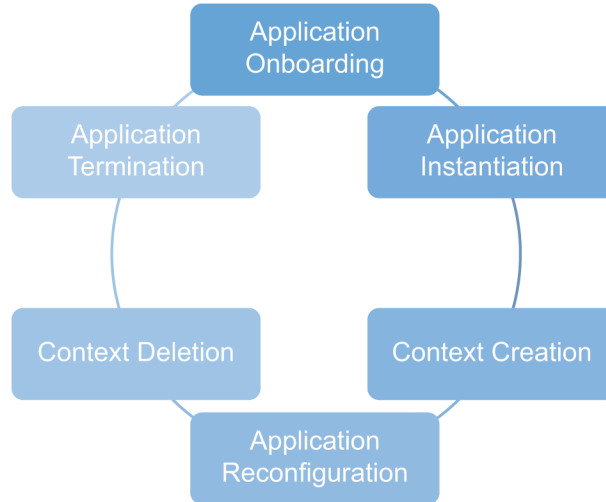 Application
Onboarding
Application
Instantiation
Context Creation
Application
Reconfiguration
Context Deletion
Application
Termination